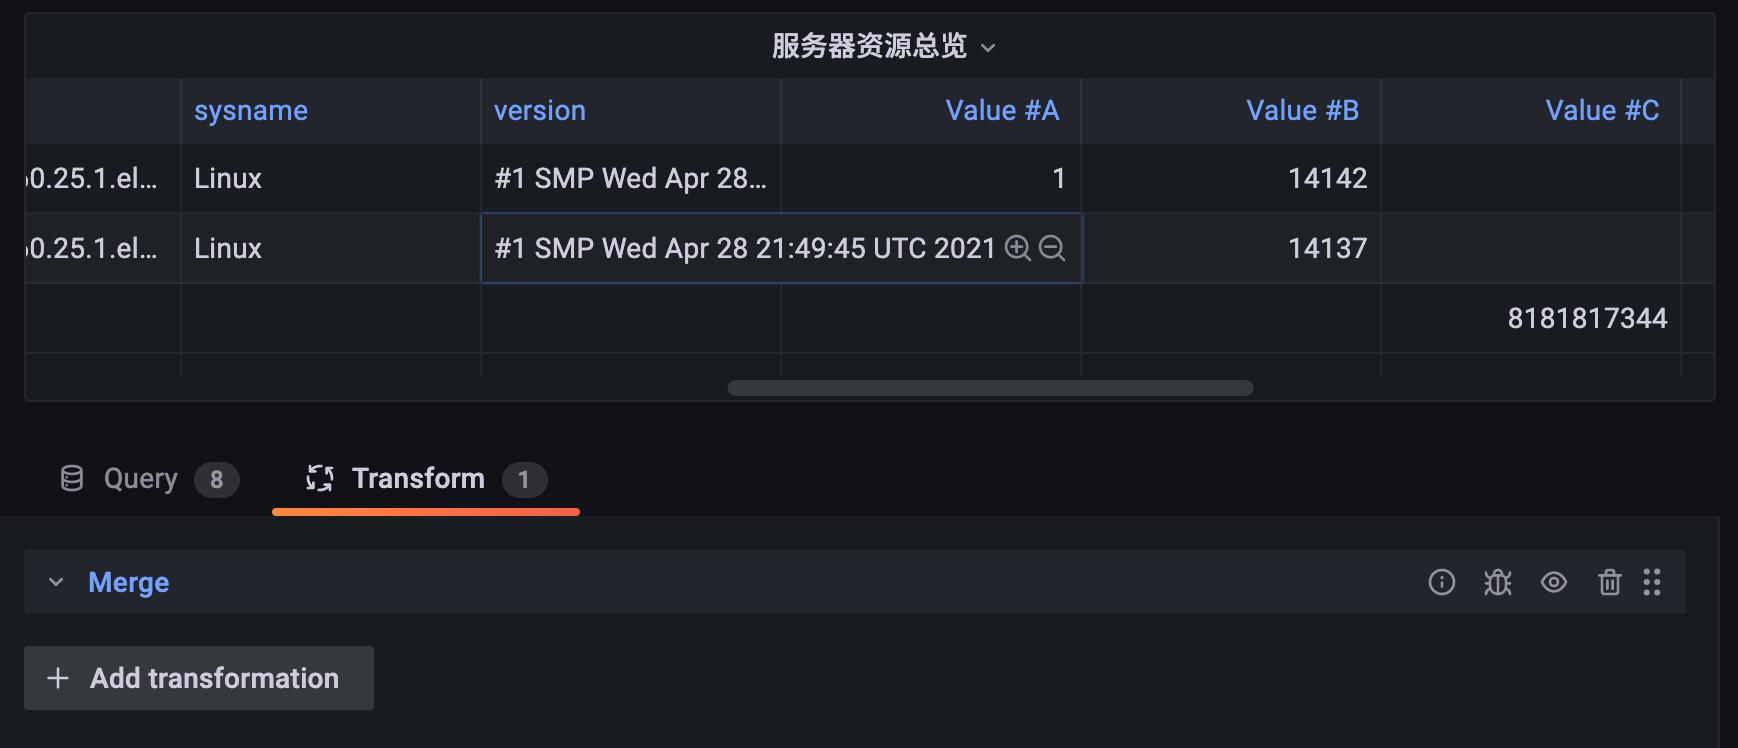 服务器资源总览
sysname version Value #A Value #B Value #C
0.25.1.el... Linux #1 SMP Wed Apr 28... 1 14142
0.25.1.el... Linux #1 SMP Wed Apr 28 21:49:45 UTC 2021 14137
8181817344
Query 8 Transform 1
Merge
Add transformation